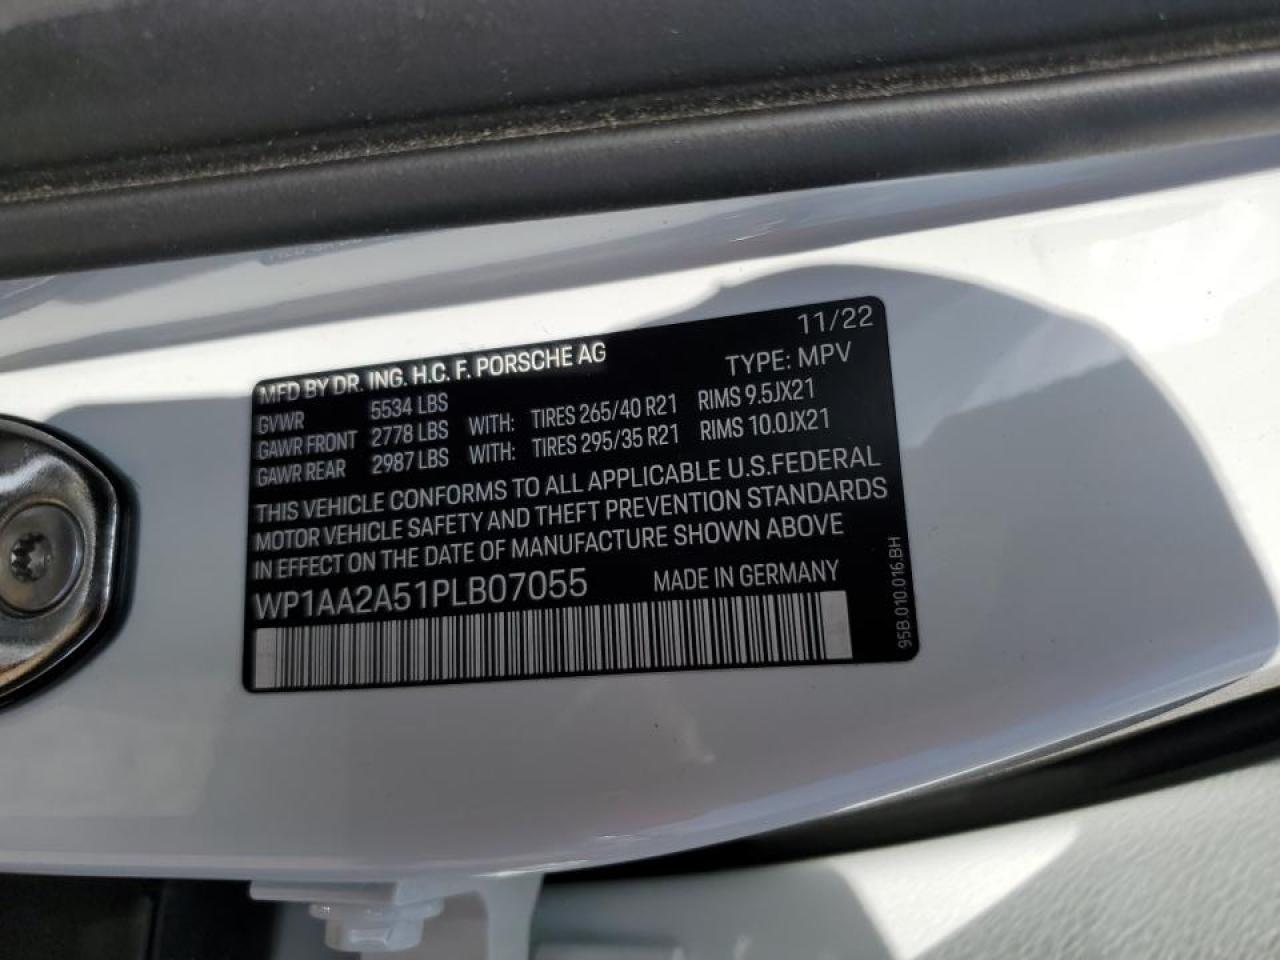 11/22
MFD BY DR. ING. H.C. F. PORSCHE AG TYPE: MPV
GVWR 5534 LBS
GAWR FRONT 2778 LBS WITH: TIRES 265/40 R21 RIMS 9.5JX21
GAWR REAR 2987 LBS WITH: TIRES 295/35 R21 RIMS 10.0JX21
THIS VEHICLE CONFORMS TO ALL APPLICABLE U.S.FEDERAL
MOTOR VEHICLE SAFETY AND THEFT PREVENTION STANDARDS
IN EFFECT ON THE DATE OF MANUFACTURE SHOWN ABOVE
WP1AA2A51PLB07055 MADE IN GERMANY
95B.010.016.BH